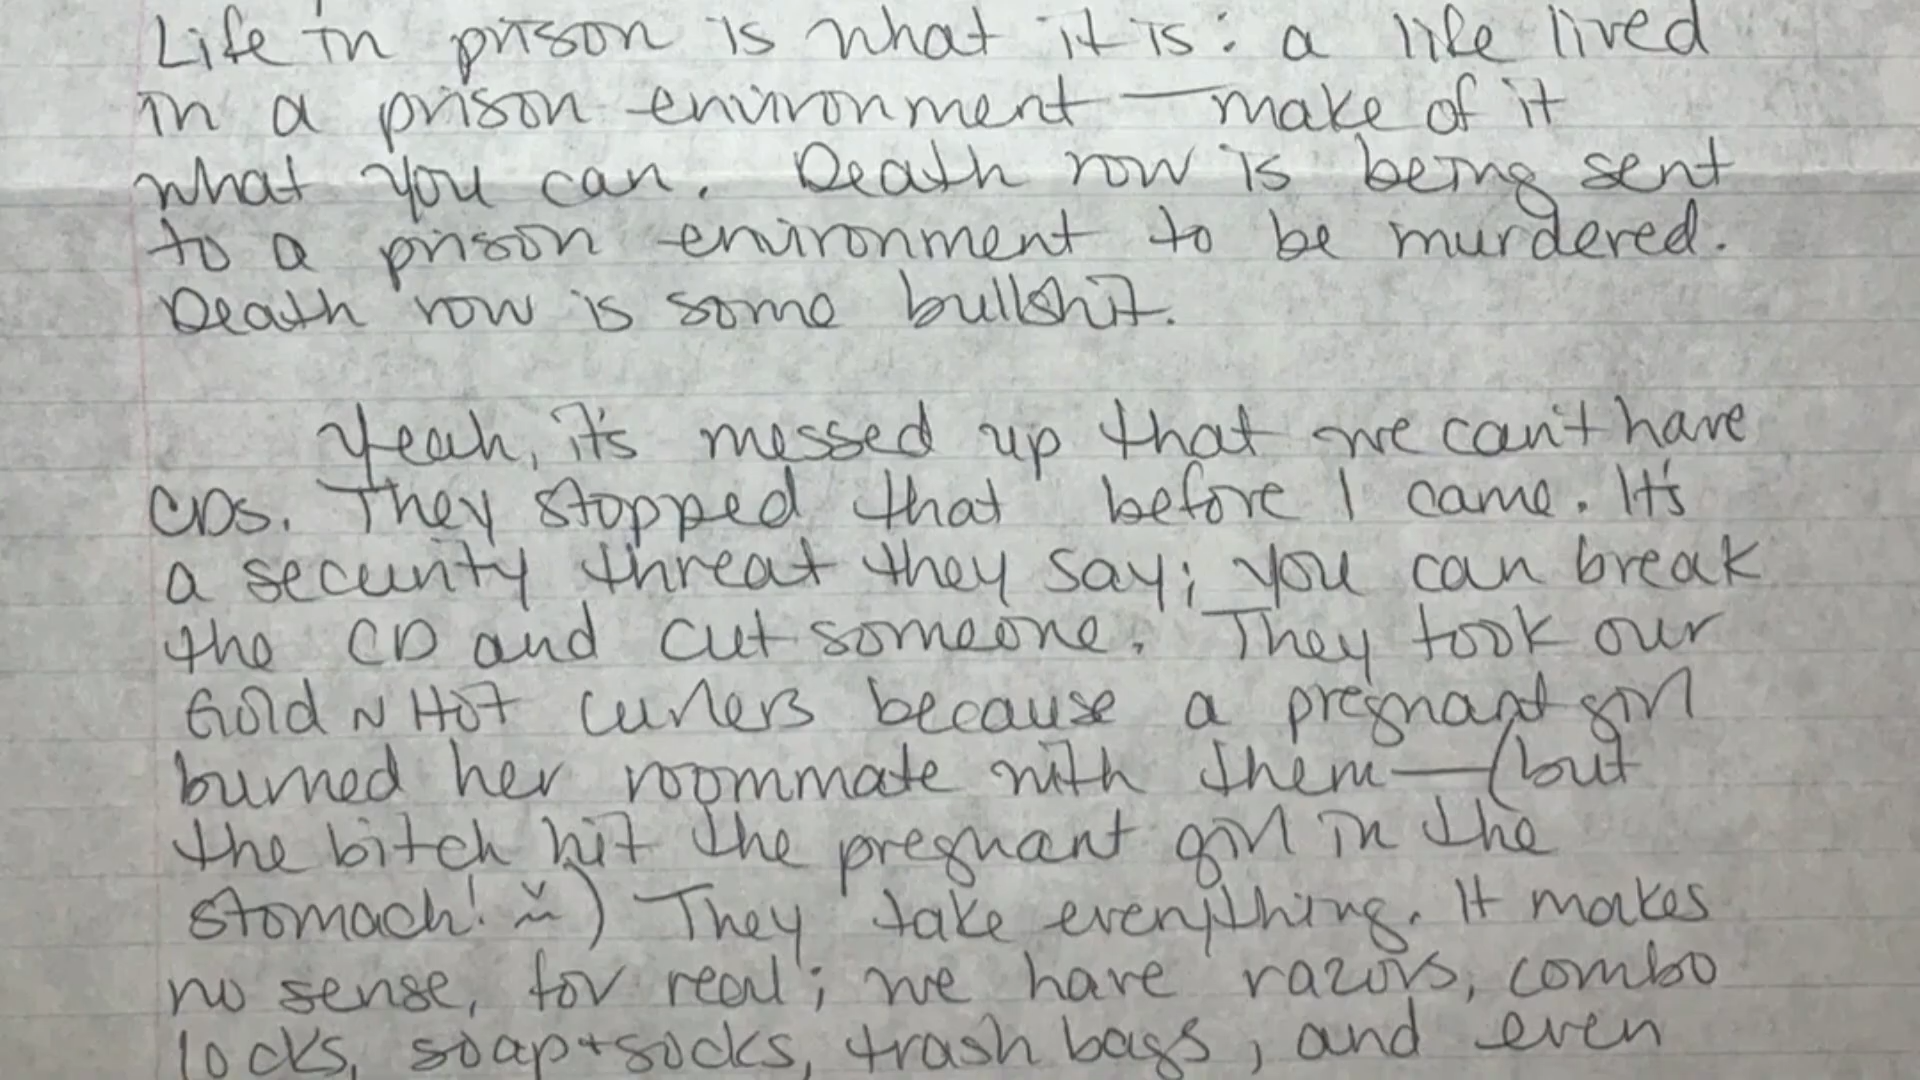 Life in prison is what it is: a life lived
in a prison environment—make of it
what you can. Death row is being sent
to a prison environment to be murdered.
Death row is some bullshit.
Yeah, it's messed up that we can't have
CDs. They stopped that before I came. It's
a security threat they say; you can break
the CD and cut someone. They took our
Gold N Hot curlers because a pregnant girl
burned her roommate with them—(but
the bitch hit the pregnant girl in the
stomach! ) They take everything. It makes
no sense, for real; we have razors, combo
locks, soap+socks, trash bags, and even